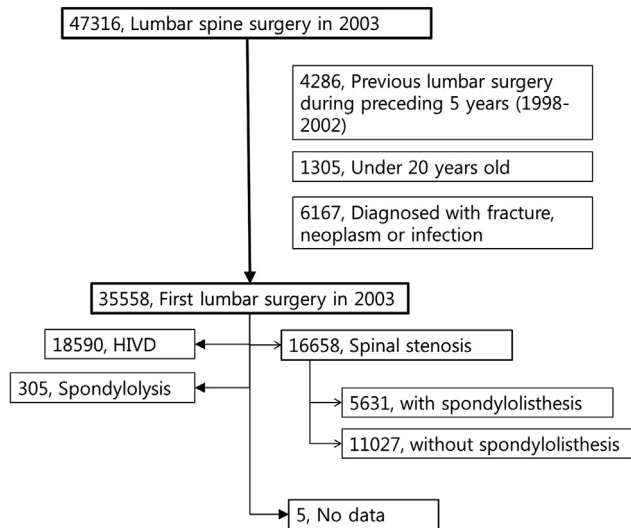 47316, Lumbar spine surgery in 2003
4286, Previous lumbar surgery
during preceding 5 years (1998-
2002)
1305, Under 20 years old
6167, Diagnosed with fracture,
neoplasm or infection
35558, First lumbar surgery in 2003
18590, HIVD
16658, Spinal stenosis
305, Spondylolysis
5631, with spondylolisthesis
11027, without spondylolisthesis
5, No data